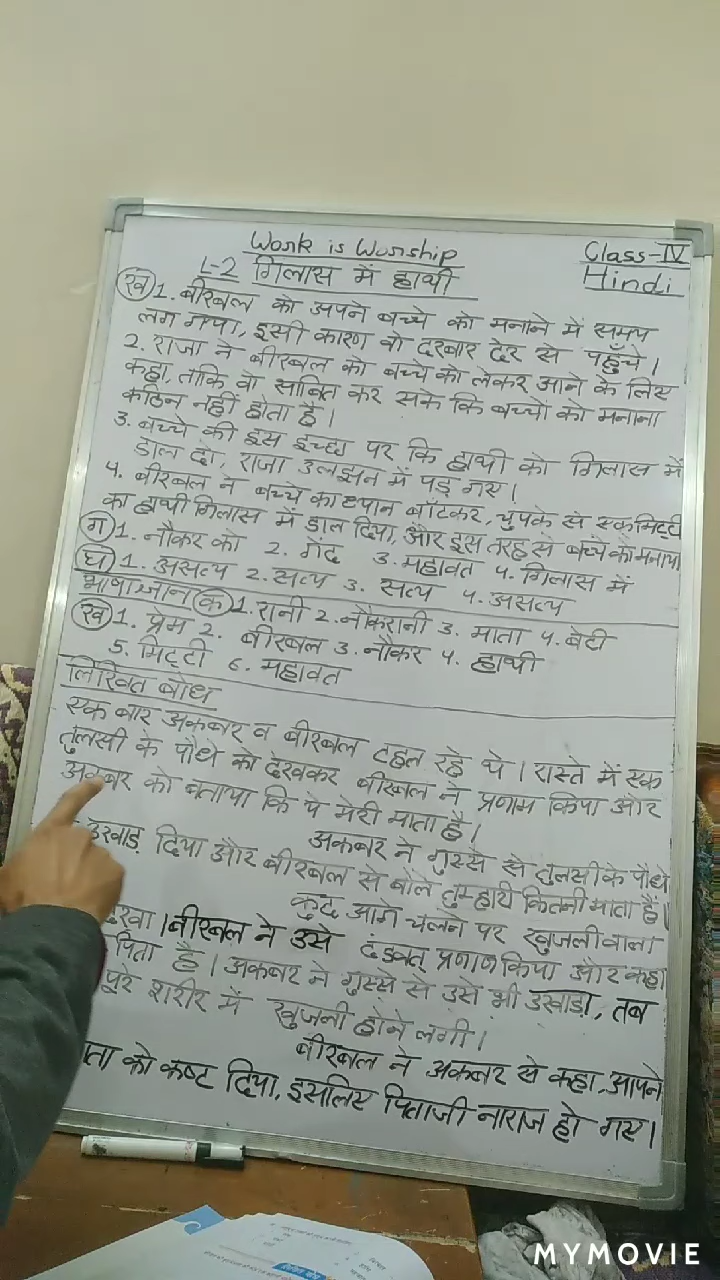 Work is Worship
Class-IV
L-2 गिलास में हाथी
Hindi
ख 1. बीरबल को अपने बच्चे को मनाने में समय
लग गया, इसी कारण वो दरबार देर से पहुँचे।
2. राजा ने बीरबल को बच्चे को लेकर आने के लिए
कहा, ताकि वो साबित कर सके कि बच्चो को मनाना
कठिन नहीं होता है।
3. बच्चे की इस इच्छा पर कि हाथी को गिलास में
डाल दो, राजा उलझन में पड़ गए।
4. बीरबल ने बच्चे का ध्यान बाँटकर, चुपके से एक मिट्टी
का हाथी गिलास में डाल दिया, और इस तरह से बच्चे को मनाया
ग 1. नौकर को 2. गेंद 3. महावत 4. गिलास में
घ 1. असत्य 2. सत्य 3. सत्य 4. असत्य
भाषा ज्ञान क 1. रानी 2. नौकरानी 3. माता 4. बेटी
ख 1. प्रेम 2. बीरबल 3. नौकर 4. हाथी
5. मिट्टी 6. महावत
लिखित बोध
एक बार अकबर व बीरबल टहल रहे थे। रास्ते में एक
तुलसी के पौधे को देखकर बीरबल ने प्रणाम किया और
अकबर को बताया कि ये मेरी माता है।
अकबर ने गुस्से से तुलसी के पौधे
उखाड़ दिया और बीरबल से बोले तुम्हारी कितनी माता हैं।
कुछ आगे चलने पर खुजली वाला
देखा। बीरबल ने उसे दंडवत् प्रणाम किया और कहा
पिता है। अकबर ने गुस्से से उसे भी उखाड़ा, तब
पूरे शरीर में खुजली होने लगी।
बीरबल ने अकबर से कहा, आपने
माता को कष्ट दिया, इसलिए पिताजी नाराज हो गए।
MYMOVIE